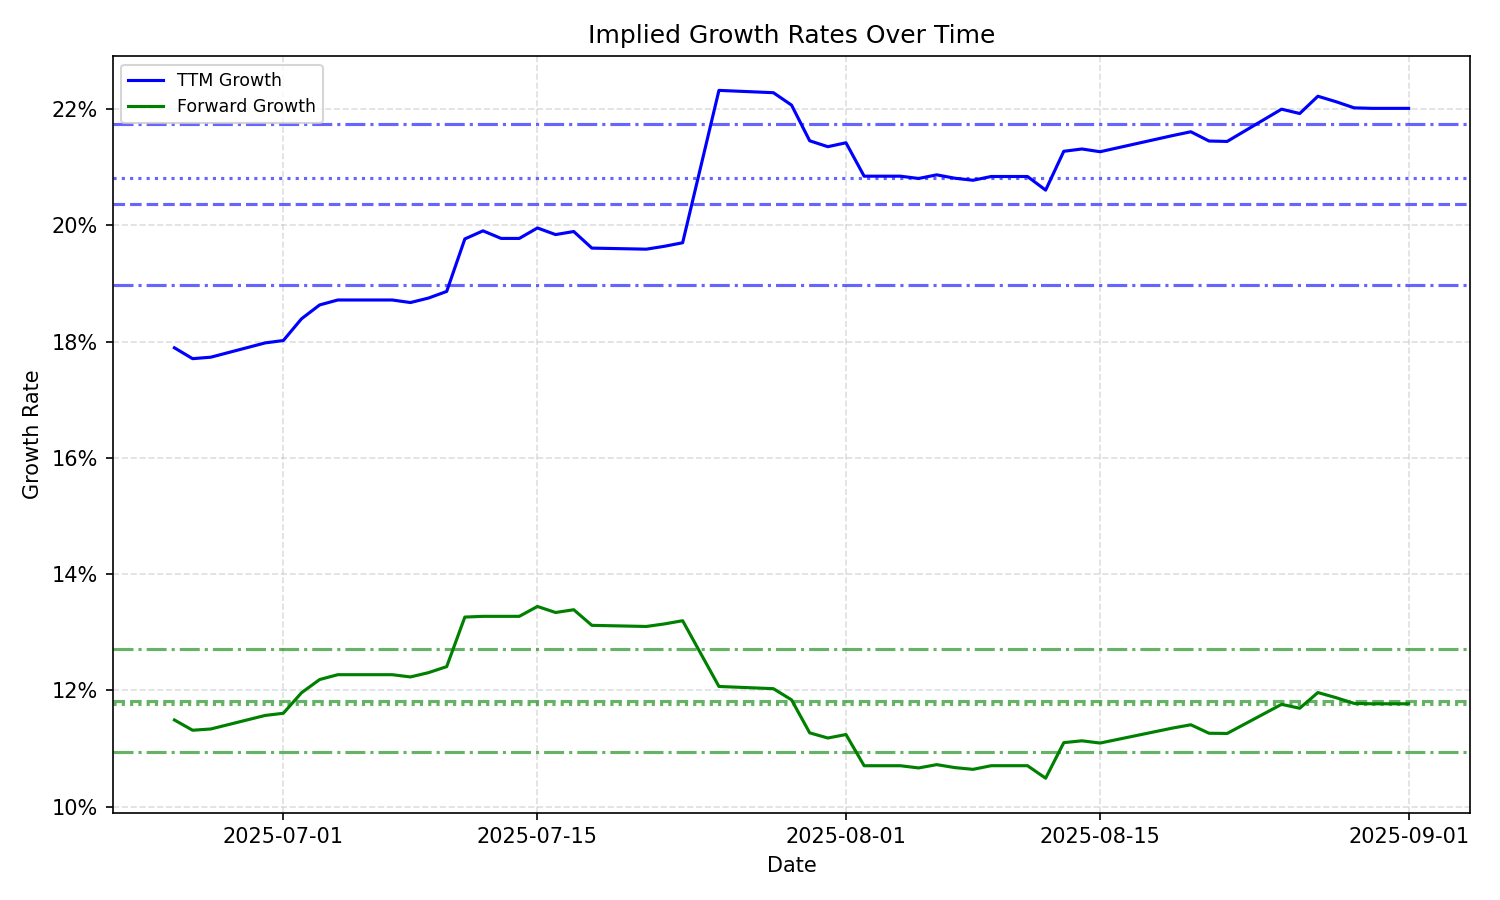 Implied Growth Rates Over Time
TTM Growth
Forward Growth
22%
20%
18%
16%
14%
12%
10%
Growth Rate
2025-07-01
2025-07-15
2025-08-01
2025-08-15
2025-09-01
Date